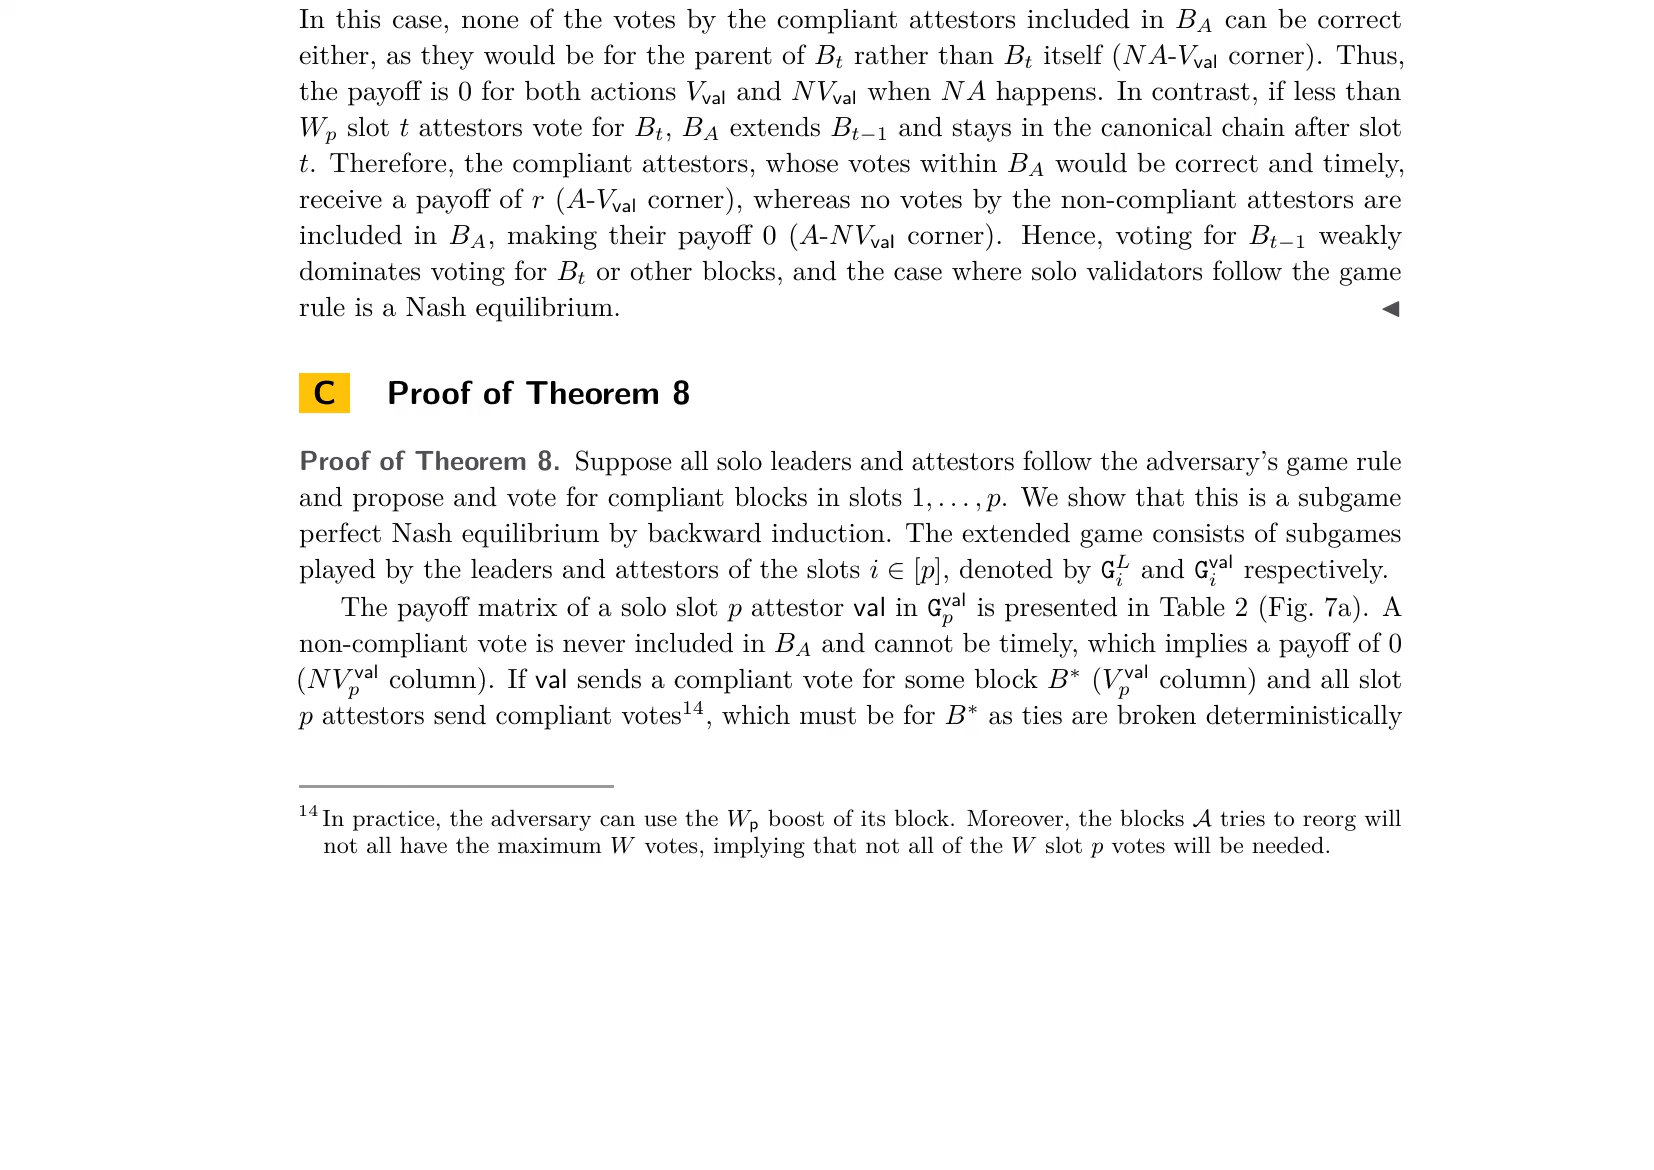 In this case, none of the votes by the compliant attestors included in B_A can be correct
either, as they would be for the parent of B_t rather than B_t itself (NA-V_val corner). Thus,
the payoff is 0 for both actions V_val and NV_val when NA happens. In contrast, if less than
W_p slot t attestors vote for B_t, B_A extends B_{t−1} and stays in the canonical chain after slot
t. Therefore, the compliant attestors, whose votes within B_A would be correct and timely,
receive a payoff of r (A-V_val corner), whereas no votes by the non-compliant attestors are
included in B_A, making their payoff 0 (A-NV_val corner). Hence, voting for B_{t−1} weakly
dominates voting for B_t or other blocks, and the case where solo validators follow the game
rule is a Nash equilibrium. ◀
C Proof of Theorem 8
Proof of Theorem 8. Suppose all solo leaders and attestors follow the adversary's game rule
and propose and vote for compliant blocks in slots 1, . . . , p. We show that this is a subgame
perfect Nash equilibrium by backward induction. The extended game consists of subgames
played by the leaders and attestors of the slots i ∈ [p], denoted by G_i^L and G_i^val respectively.
The payoff matrix of a solo slot p attestor val in G_p^val is presented in Table 2 (Fig. 7a). A
non-compliant vote is never included in B_A and cannot be timely, which implies a payoff of 0
(NV_p^val column). If val sends a compliant vote for some block B* (V_p^val column) and all slot
p attestors send compliant votes^14, which must be for B* as ties are broken deterministically
^14 In practice, the adversary can use the W_p boost of its block. Moreover, the blocks 𝒜 tries to reorg will
not all have the maximum W votes, implying that not all of the W slot p votes will be needed.